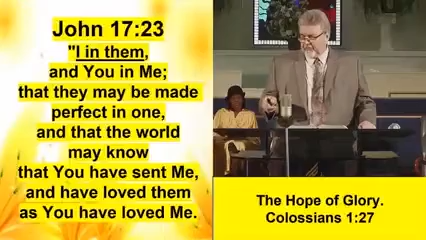 John 17:23
"I in them,
and You in Me;
that they may be made
perfect in one,
and that the world
may know
that You have sent Me,
and have loved them
as You have loved Me.
The Hope of Glory.
Colossians 1:27